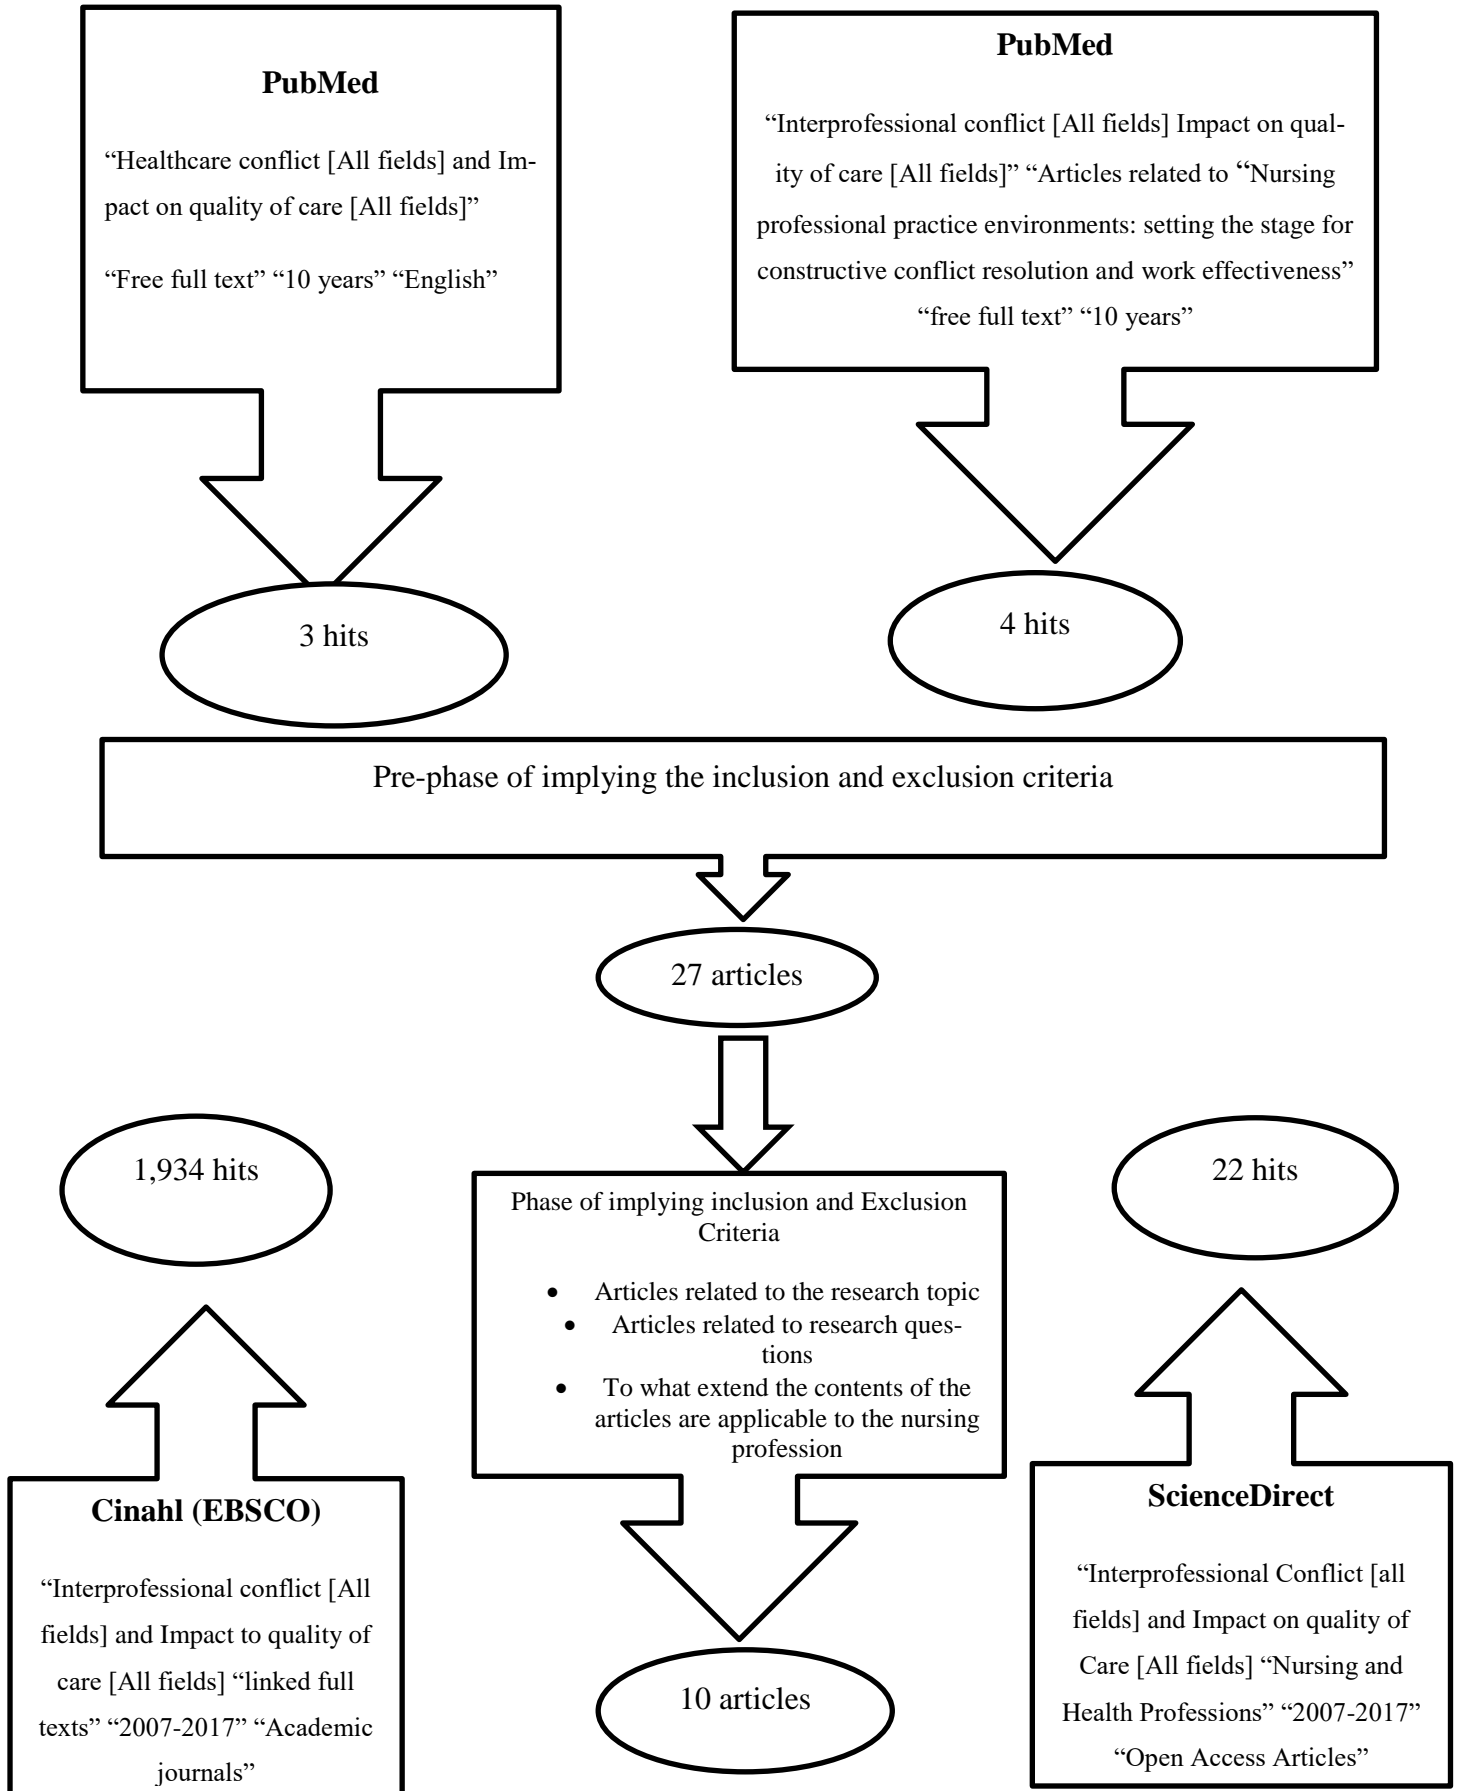 PubMed
“Healthcare conflict [All fields] and Im-
pact on quality of care [All fields]”
“Free full text” “10 years” “English”
PubMed
“Interprofessional conflict [All fields] Impact on qual-
ity of care [All fields]” “Articles related to “Nursing
professional practice environments: setting the stage for
constructive conflict resolution and work effectiveness”
“free full text” “10 years”
3 hits
4 hits
Pre-phase of implying the inclusion and exclusion criteria
27 articles
1,934 hits
Phase of implying inclusion and Exclusion
Criteria
• Articles related to the research topic
• Articles related to research ques-
tions
• To what extend the contents of the
articles are applicable to the nursing
profession
22 hits
Cinahl (EBSCO)
“Interprofessional conflict [All
fields] and Impact to quality of
care [All fields] “linked full
texts” “2007-2017” “Academic
journals”
10 articles
ScienceDirect
“Interprofessional Conflict [all
fields] and Impact on quality of
Care [All fields] “Nursing and
Health Professions” “2007-2017”
“Open Access Articles”